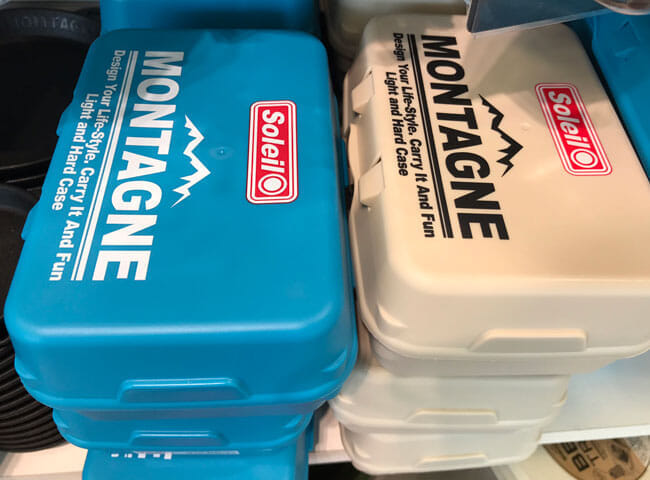 MONTAGNE
Design Your Life-Style. Carry It And Fun
Light and Hard Case
Soleil
MONTAGNE
Design Your Life-Style. Carry It And Fun
Light and Hard Case
Soleil
MONTAGNE